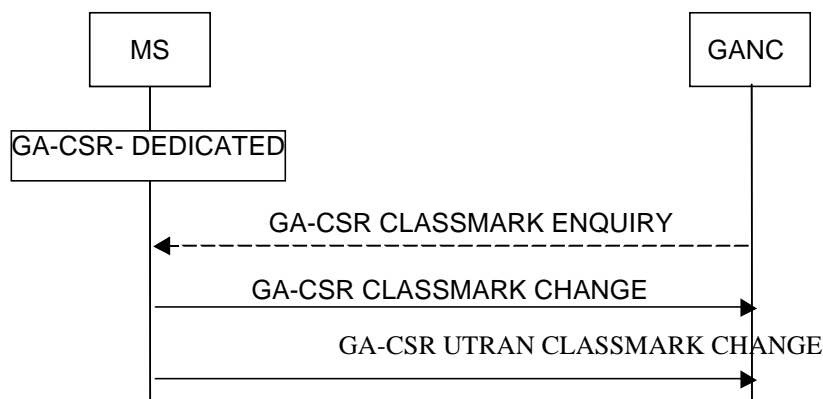 MS
GANC
GA-CSR- DEDICATED
GA-CSR CLASSMARK ENQUIRY
GA-CSR CLASSMARK CHANGE
GA-CSR UTRAN CLASSMARK CHANGE